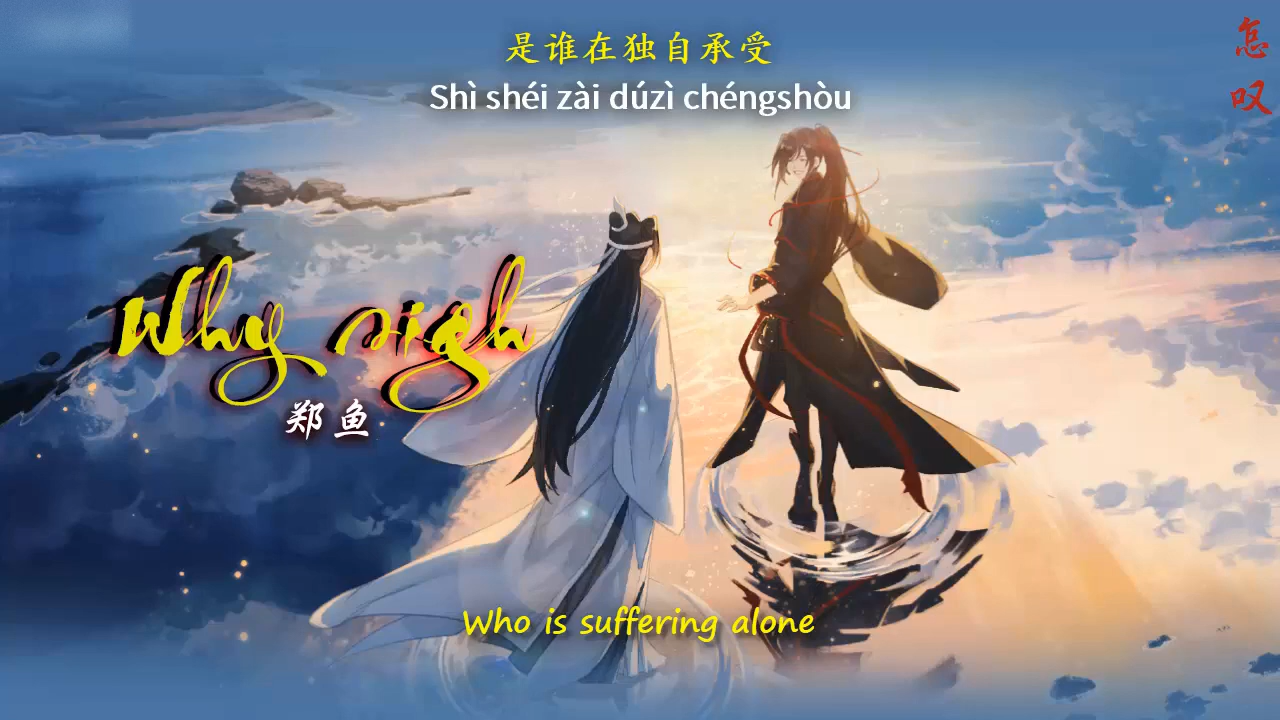 是谁在独自承受
Shì shéi zài dúzì chéngshòu
怎叹
Why sigh
郑鱼
Who is suffering alone